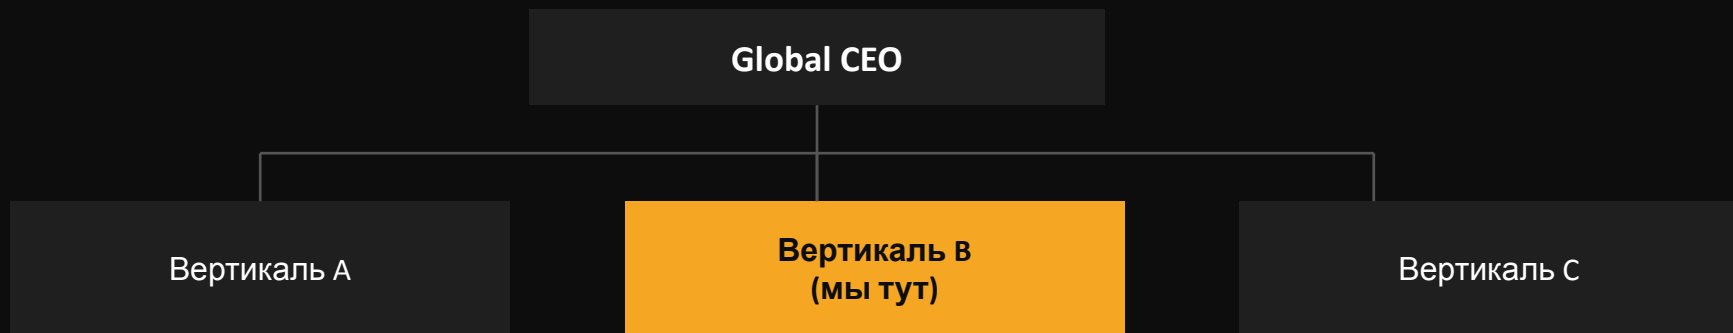 Global CEO
Вертикаль A
Вертикаль B
(мы тут)
Вертикаль C